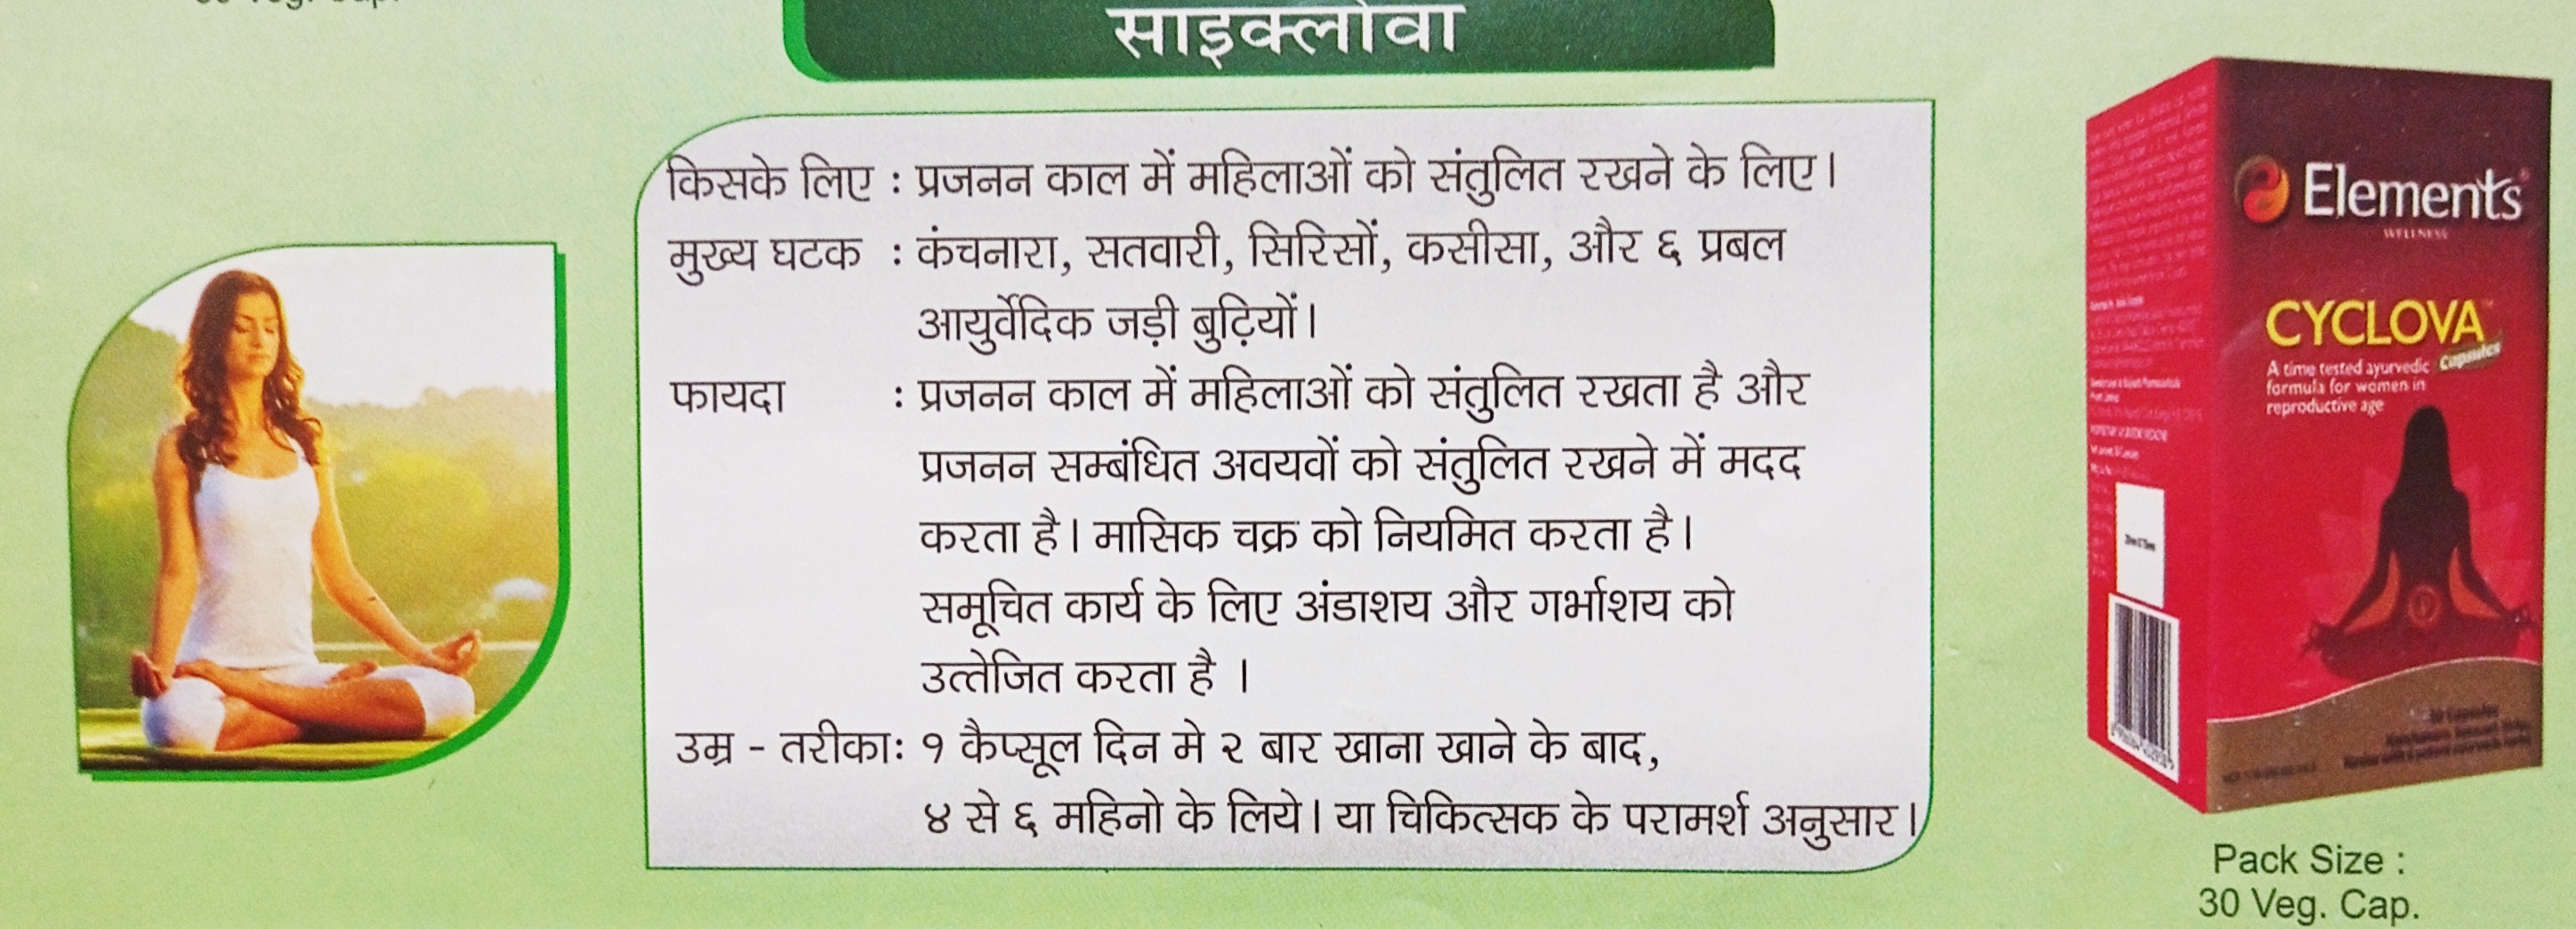 साइक्लोवा
किसके लिए : प्रजनन काल में महिलाओं को संतुलित रखने के लिए।
मुख्य घटक : कंचनारा, सतवारी, सिरिसों, कसीसा, और ६ प्रबल
आयुर्वेदिक जड़ी बुट़ियों।
फायदा : प्रजनन काल में महिलाओं को संतुलित रखता है और
प्रजनन सम्बंधित अवयवों को संतुलित रखने में मदद
करता है। मासिक चक्र को नियमित करता है।
समूचित कार्य के लिए अंडाशय और गर्भाशय को
उत्तेजित करता है ।
उम्र - तरीकाः १ कैप्सूल दिन मे २ बार खाना खाने के बाद,
४ से ६ महिनो के लिये। या चिकित्सक के परामर्श अनुसार।
Elements
WELLNESS
CYCLOVA™
Capsules
A time tested ayurvedic
formula for women in
reproductive age
Pack Size :
30 Veg. Cap.